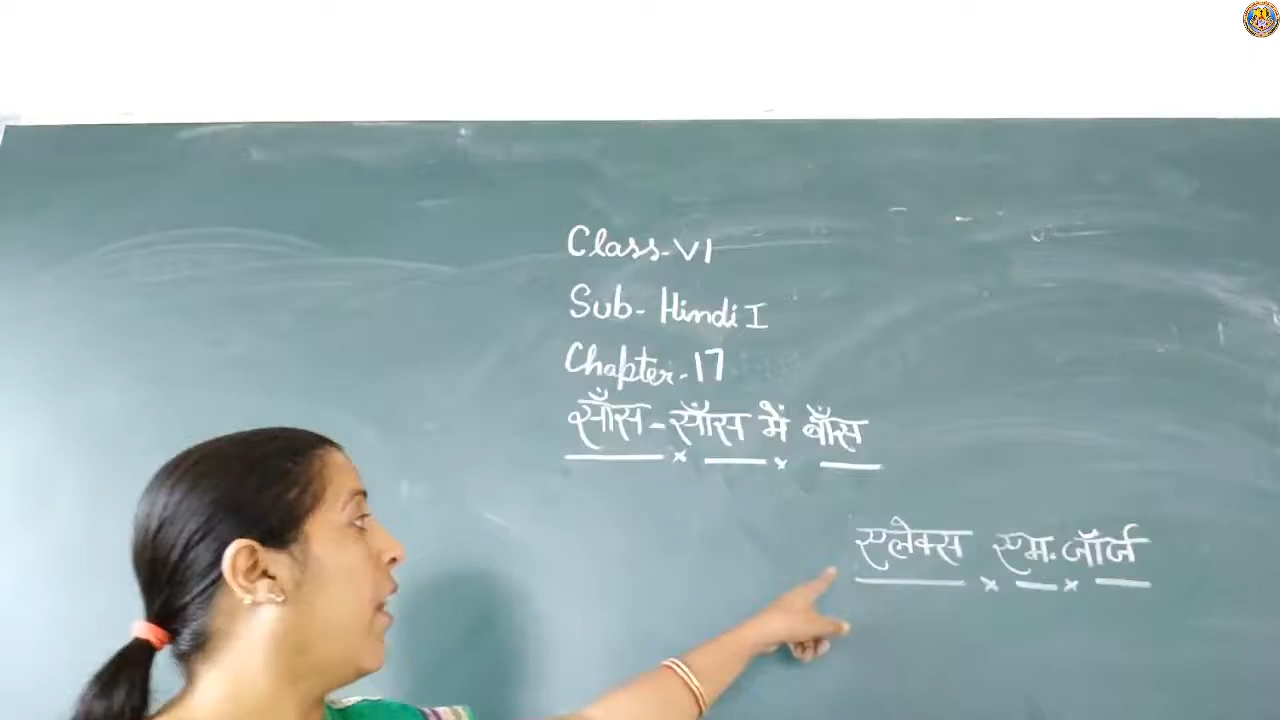 Class-VI
Sub- Hindi I
Chapter-17
साँस-साँस में बाँस
एलेक्स एम. जॉर्ज